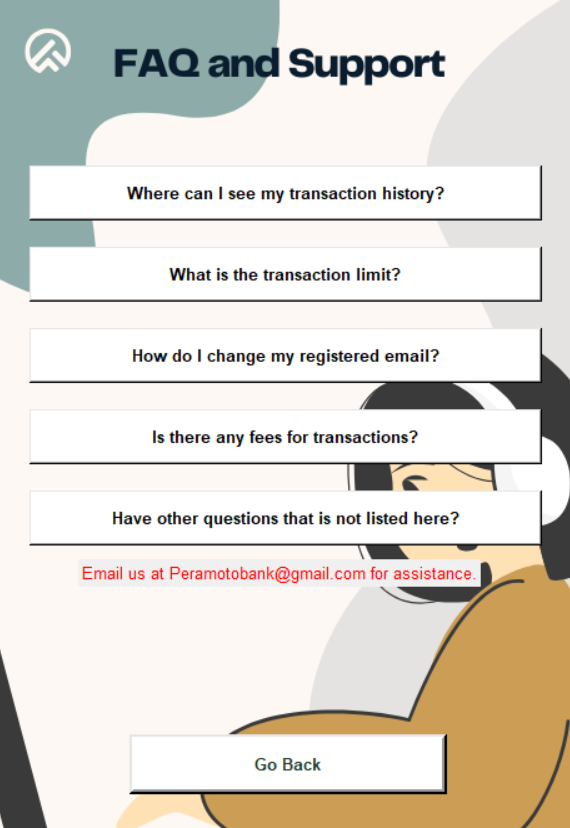 FAQ and Support
Where can I see my transaction history?
What is the transaction limit?
How do I change my registered email?
Is there any fees for transactions?
Have other questions that is not listed here?
Email us at Peramotobank@gmail.com for assistance.
Go Back